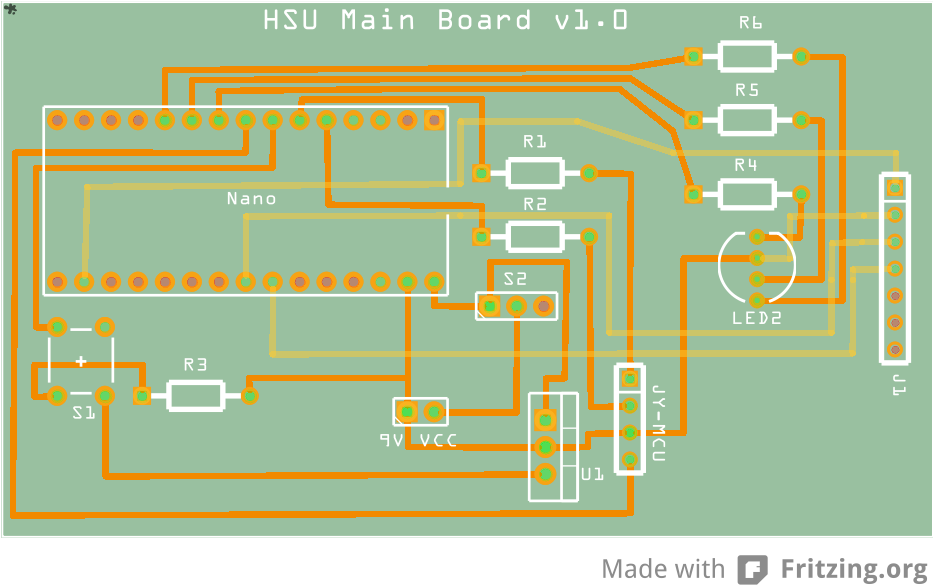 HSU Main Board v1.0
R6
R5
R1
R4
Nano
R2
S2
LED2
R3
J1
S1
JY-MCU
9V VCC
U1
Made with Fritzing.org